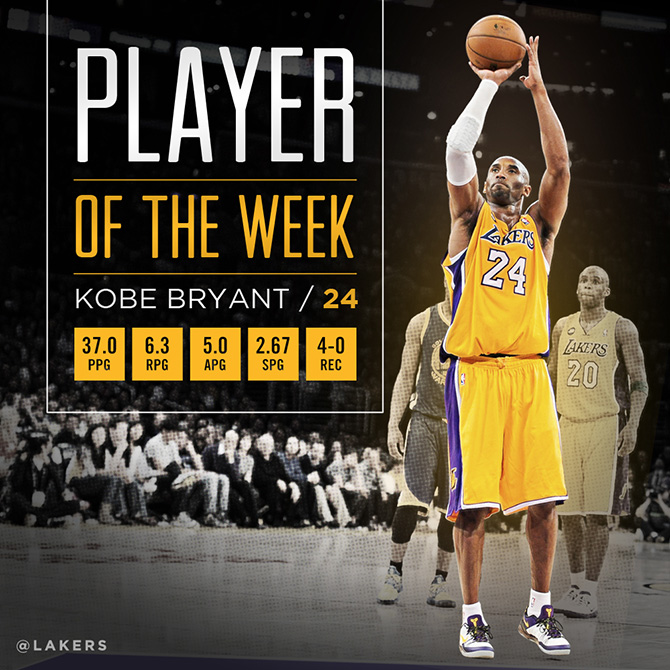 PLAYER
OF THE WEEK
KOBE BRYANT / 24
37.0 6.3 5.0 2.67 4-0
PPG RPG APG SPG REC
LAKERS
24
LAKERS
20
@LAKERS